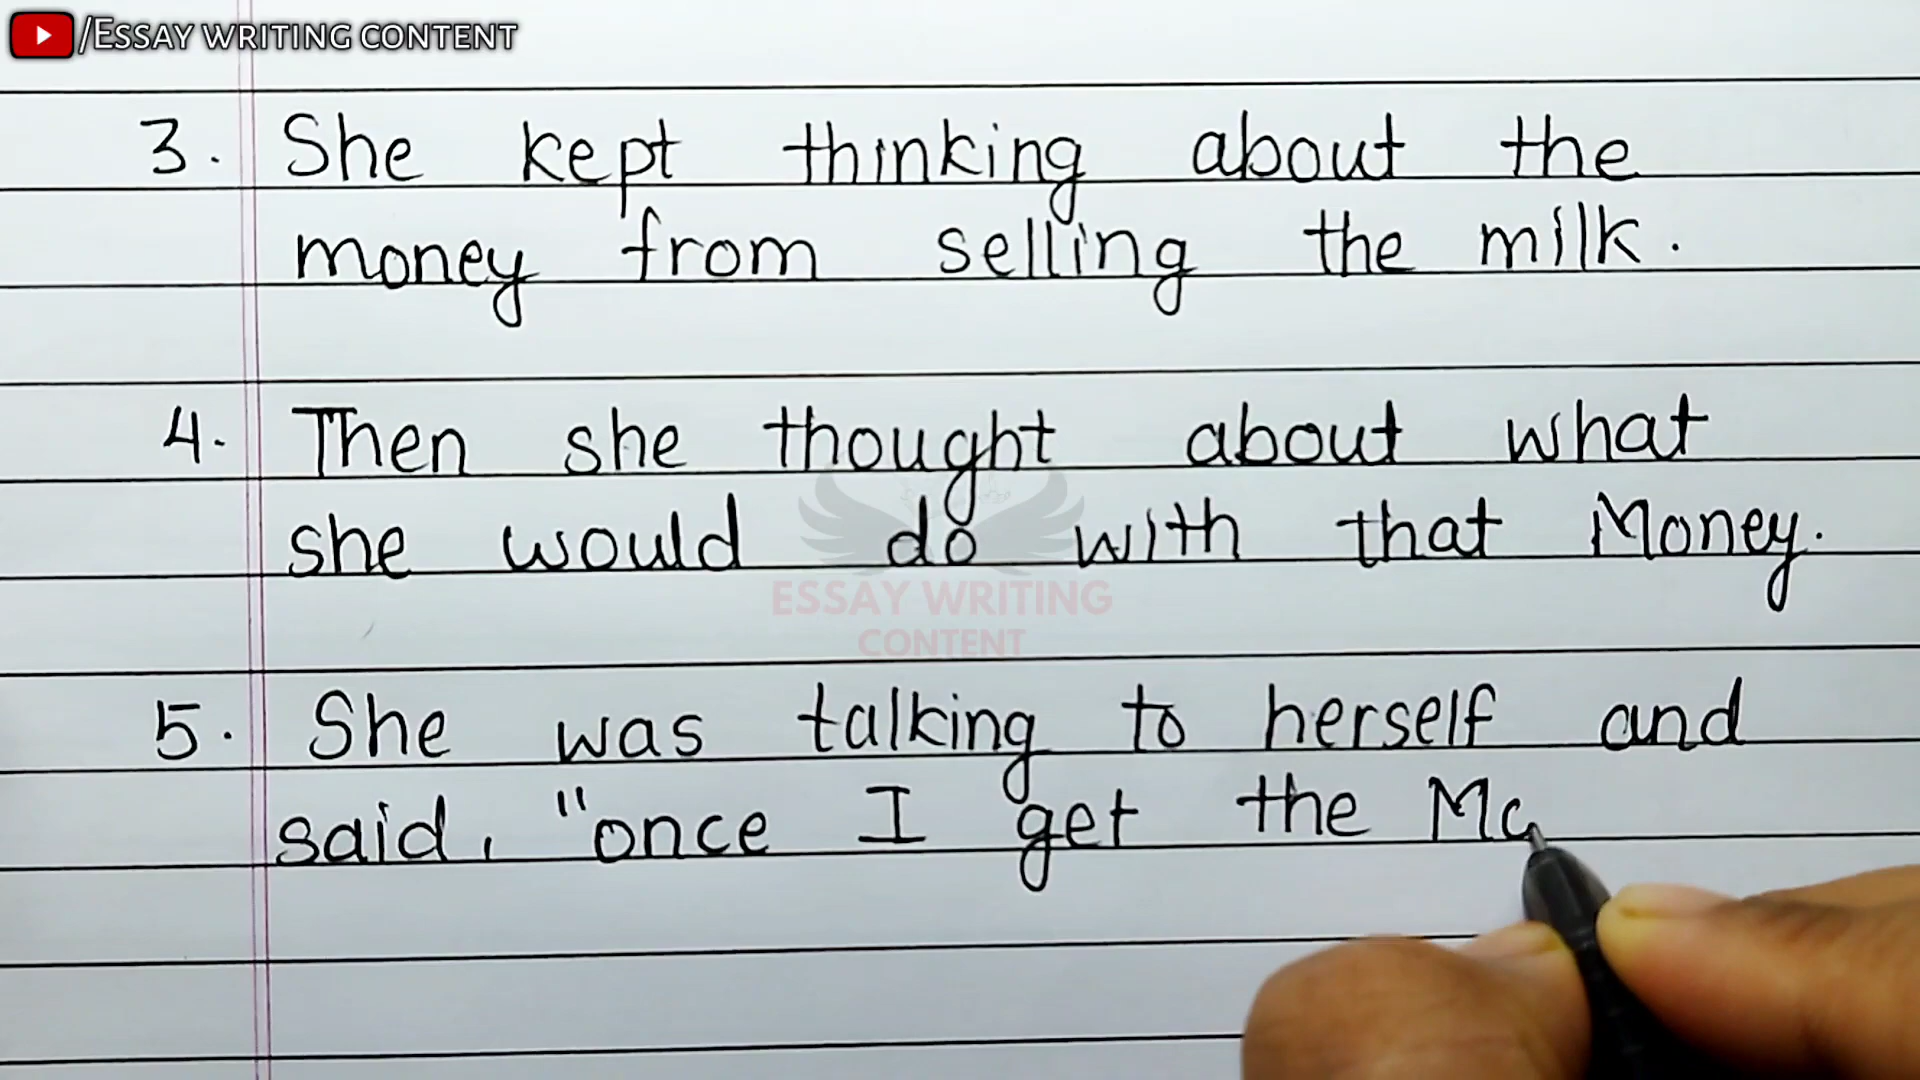 /ESSAY WRITING CONTENT
3. She kept thinking about the
money from selling the milk.
4. Then she thought about what
she would do with that Money.
ESSAY WRITING
CONTENT
5. She was talking to herself and
said, "once I get the